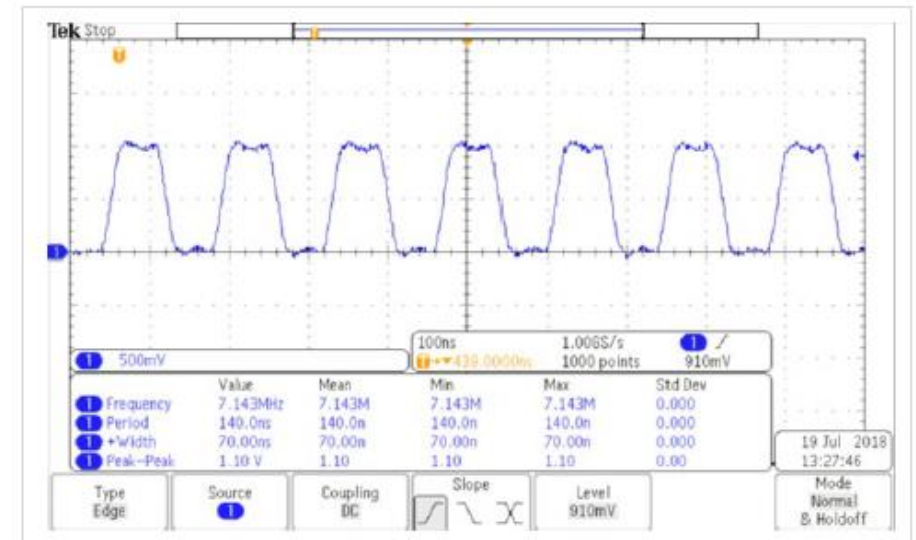 Tek Stop
T
1
100ns 1.00GS/s 1
T 439.0000ns 1000 points 910mV
1 500mV
Value Mean Min Max Std Dev
1 Frequency 7.143MHz 7.143M 7.143M 7.143M 0.000
1 Period 140.0ns 140.0n 140.0n 140.0n 0.000
1 +Width 70.00ns 70.00n 70.00n 70.00n 0.000
1 Peak-Peak 1.10 V 1.10 1.10 1.10 0.00
19 Jul 2018
13:27:46
Type
Edge
Source
1
Coupling
DC
Slope
Level
910mV
Mode
Normal
& Holdoff